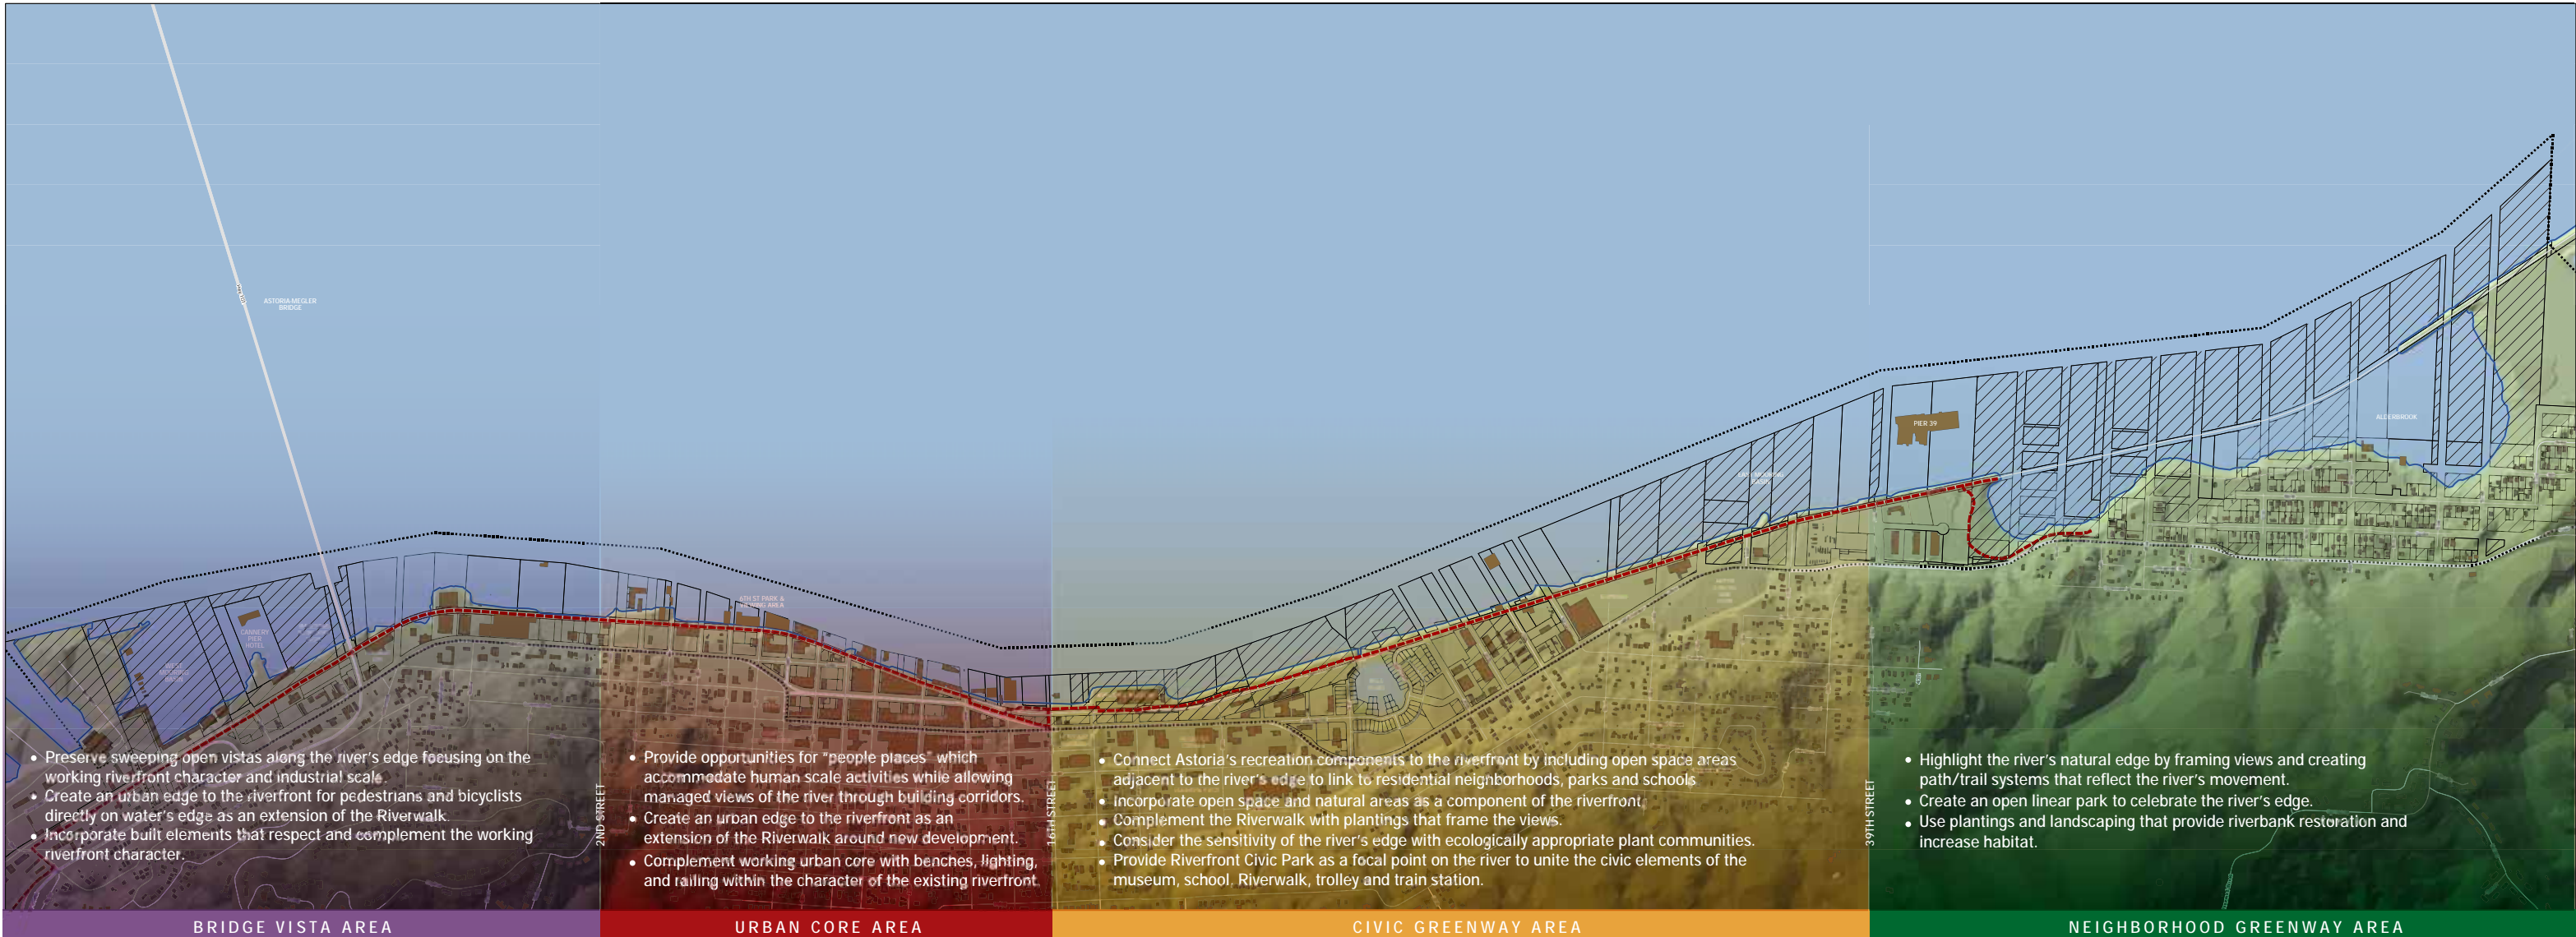 ASTORIA-MEGLER
BRIDGE
PIER 39
ALDERBROOK
6TH ST PARK &
VIEWING AREA
CANNERY
PIER
HOTEL
WEST
MOORING
BASIN
EAST MOORING
BASIN
MILL
POND
• Preserve sweeping open vistas along the river's edge focusing on the
working riverfront character and industrial scale.
• Create an urban edge to the riverfront for pedestrians and bicyclists
directly on water's edge as an extension of the Riverwalk.
• Incorporate built elements that respect and complement the working
riverfront character.
2ND STREET
• Provide opportunities for "people places" which
accommodate human scale activities while allowing
managed views of the river through building corridors.
• Create an urban edge to the riverfront as an
extension of the Riverwalk around new development.
• Complement working urban core with benches, lighting,
and railing within the character of the existing riverfront.
16TH STREET
• Connect Astoria's recreation components to the riverfront by including open space areas
adjacent to the river's edge to link to residential neighborhoods, parks and schools.
• Incorporate open space and natural areas as a component of the riverfront.
• Complement the Riverwalk with plantings that frame the views.
• Consider the sensitivity of the river's edge with ecologically appropriate plant communities.
• Provide Riverfront Civic Park as a focal point on the river to unite the civic elements of the
museum, school, Riverwalk, trolley and train station.
39TH STREET
• Highlight the river's natural edge by framing views and creating
path/trail systems that reflect the river's movement.
• Create an open linear park to celebrate the river's edge.
• Use plantings and landscaping that provide riverbank restoration and
increase habitat.
BRIDGE VISTA AREA
URBAN CORE AREA
CIVIC GREENWAY AREA
NEIGHBORHOOD GREENWAY AREA